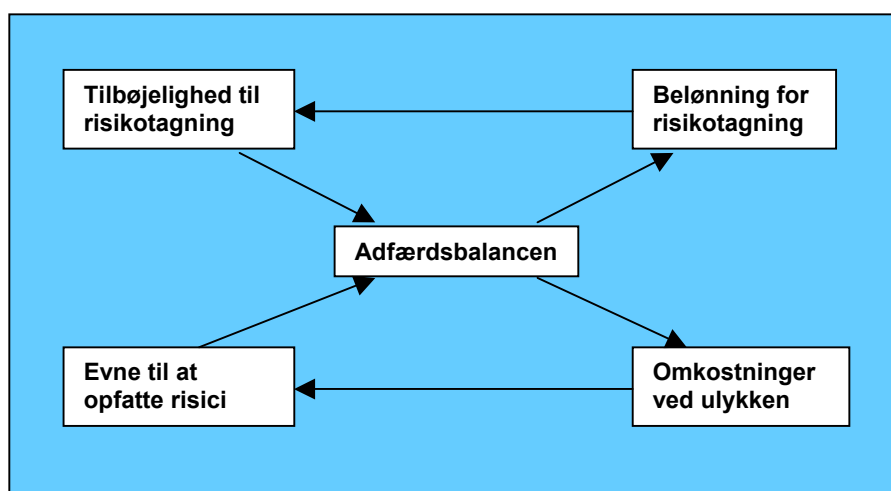 Tilbøjelighed til
risikotagning
Belønning for
risikotagning
Adfærdsbalancen
Evne til at
opfatte risici
Omkostninger
ved ulykken